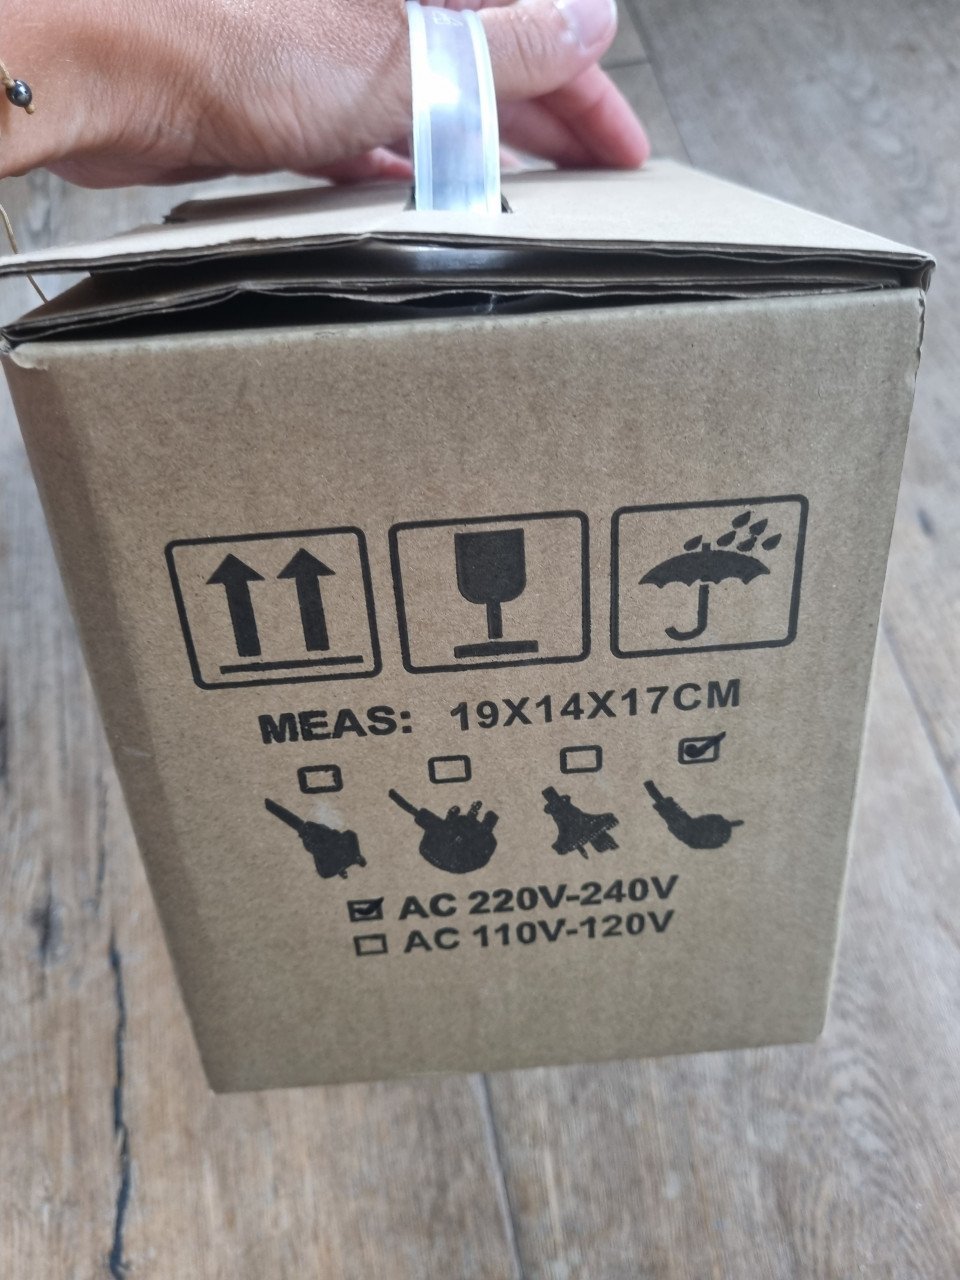 MEAS: 19X14X17CM
AC 220V-240V
AC 110V-120V